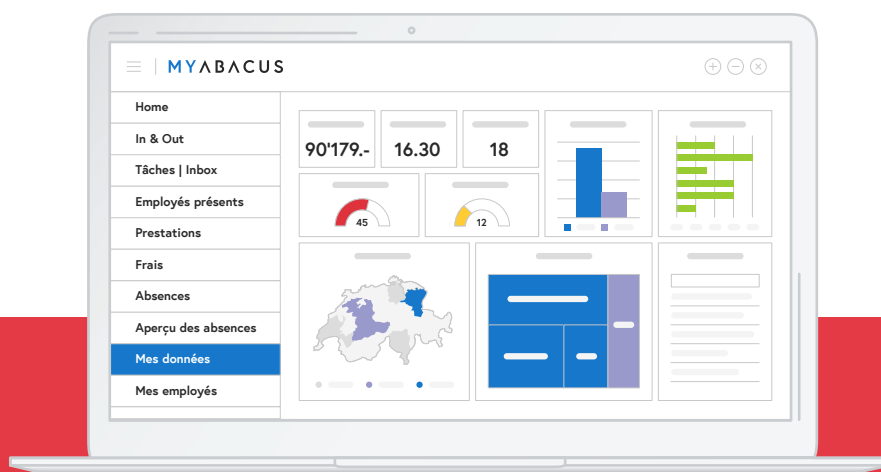 MYABACUS
Home
In & Out
Tâches | Inbox
Employés présents
Prestations
Frais
Absences
Aperçu des absences
Mes données
Mes employés
90'179.- 16.30 18
45 12